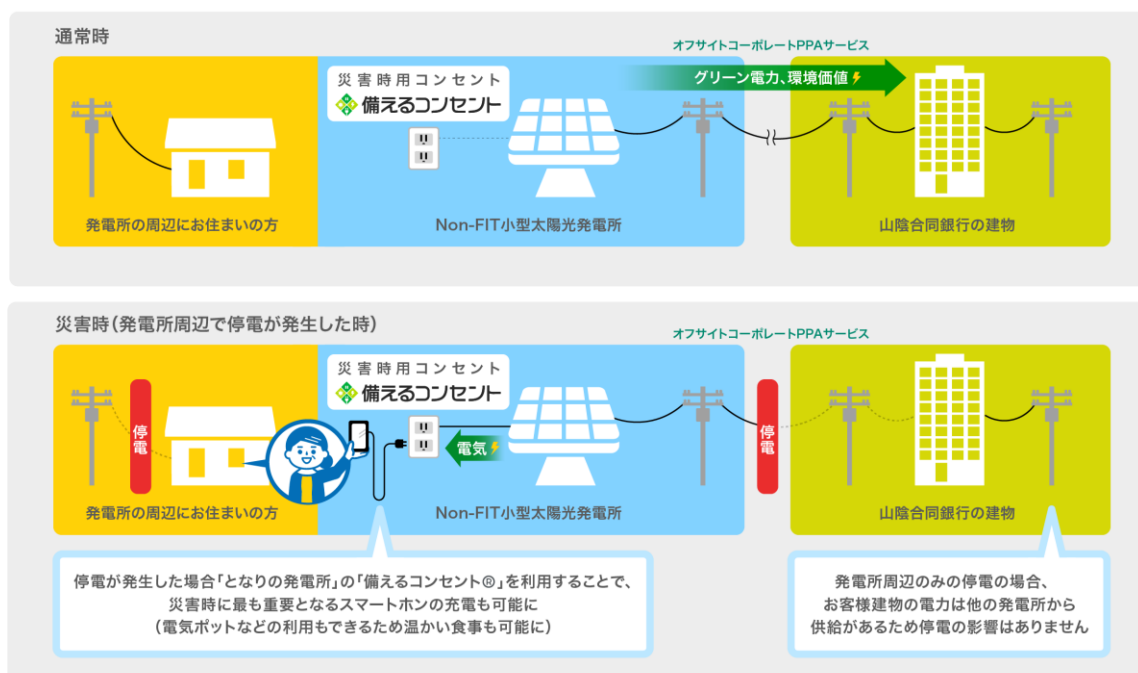 通常時
オフサイトコーポレートPPAサービス
グリーン電力、環境価値
災害時用コンセント
備えるコンセント
発電所の周辺にお住まいの方
Non-FIT小型太陽光発電所
山陰合同銀行の建物
災害時(発電所周辺で停電が発生した時)
オフサイトコーポレートPPAサービス
災害時用コンセント
備えるコンセント
停電
電気
停電
発電所の周辺にお住まいの方
Non-FIT小型太陽光発電所
山陰合同銀行の建物
停電が発生した場合「となりの発電所」の「備えるコンセント®」を利用することで、
災害時に最も重要となるスマートホンの充電も可能に
(電気ポットなどの利用もできるため温かい食事も可能に)
発電所周辺のみの停電の場合、
お客様建物の電力は他の発電所から
供給があるため停電の影響はありません